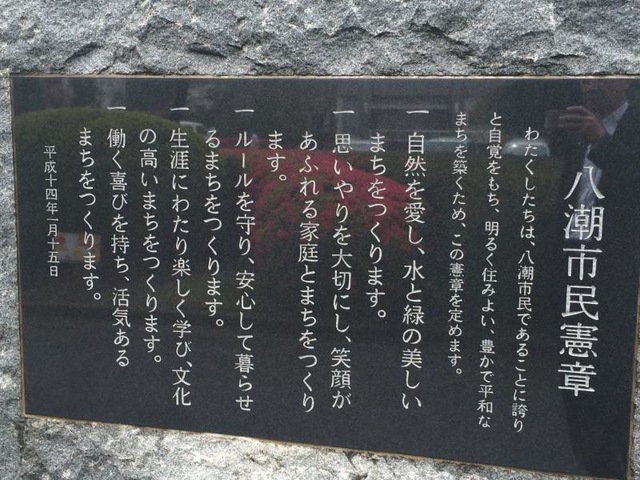 八潮市民憲章
わたくしたちは、八潮市民であることに誇り
と自覚をもち、明るく住みよい、豊かで平和な
まちを築くため、この憲章を定めます。
一 自然を愛し、水と緑の美しい
まちをつくります。
一 思いやりを大切にし、笑顔が
あふれる家庭とまちをつくり
ます。
一 ルールを守り、安心して暮らせ
るまちをつくります。
一 生涯にわたり楽しく学び、文化
の高いまちをつくります。
一 働く喜びを持ち、活気ある
まちをつくります。
平成十四年一月十五日